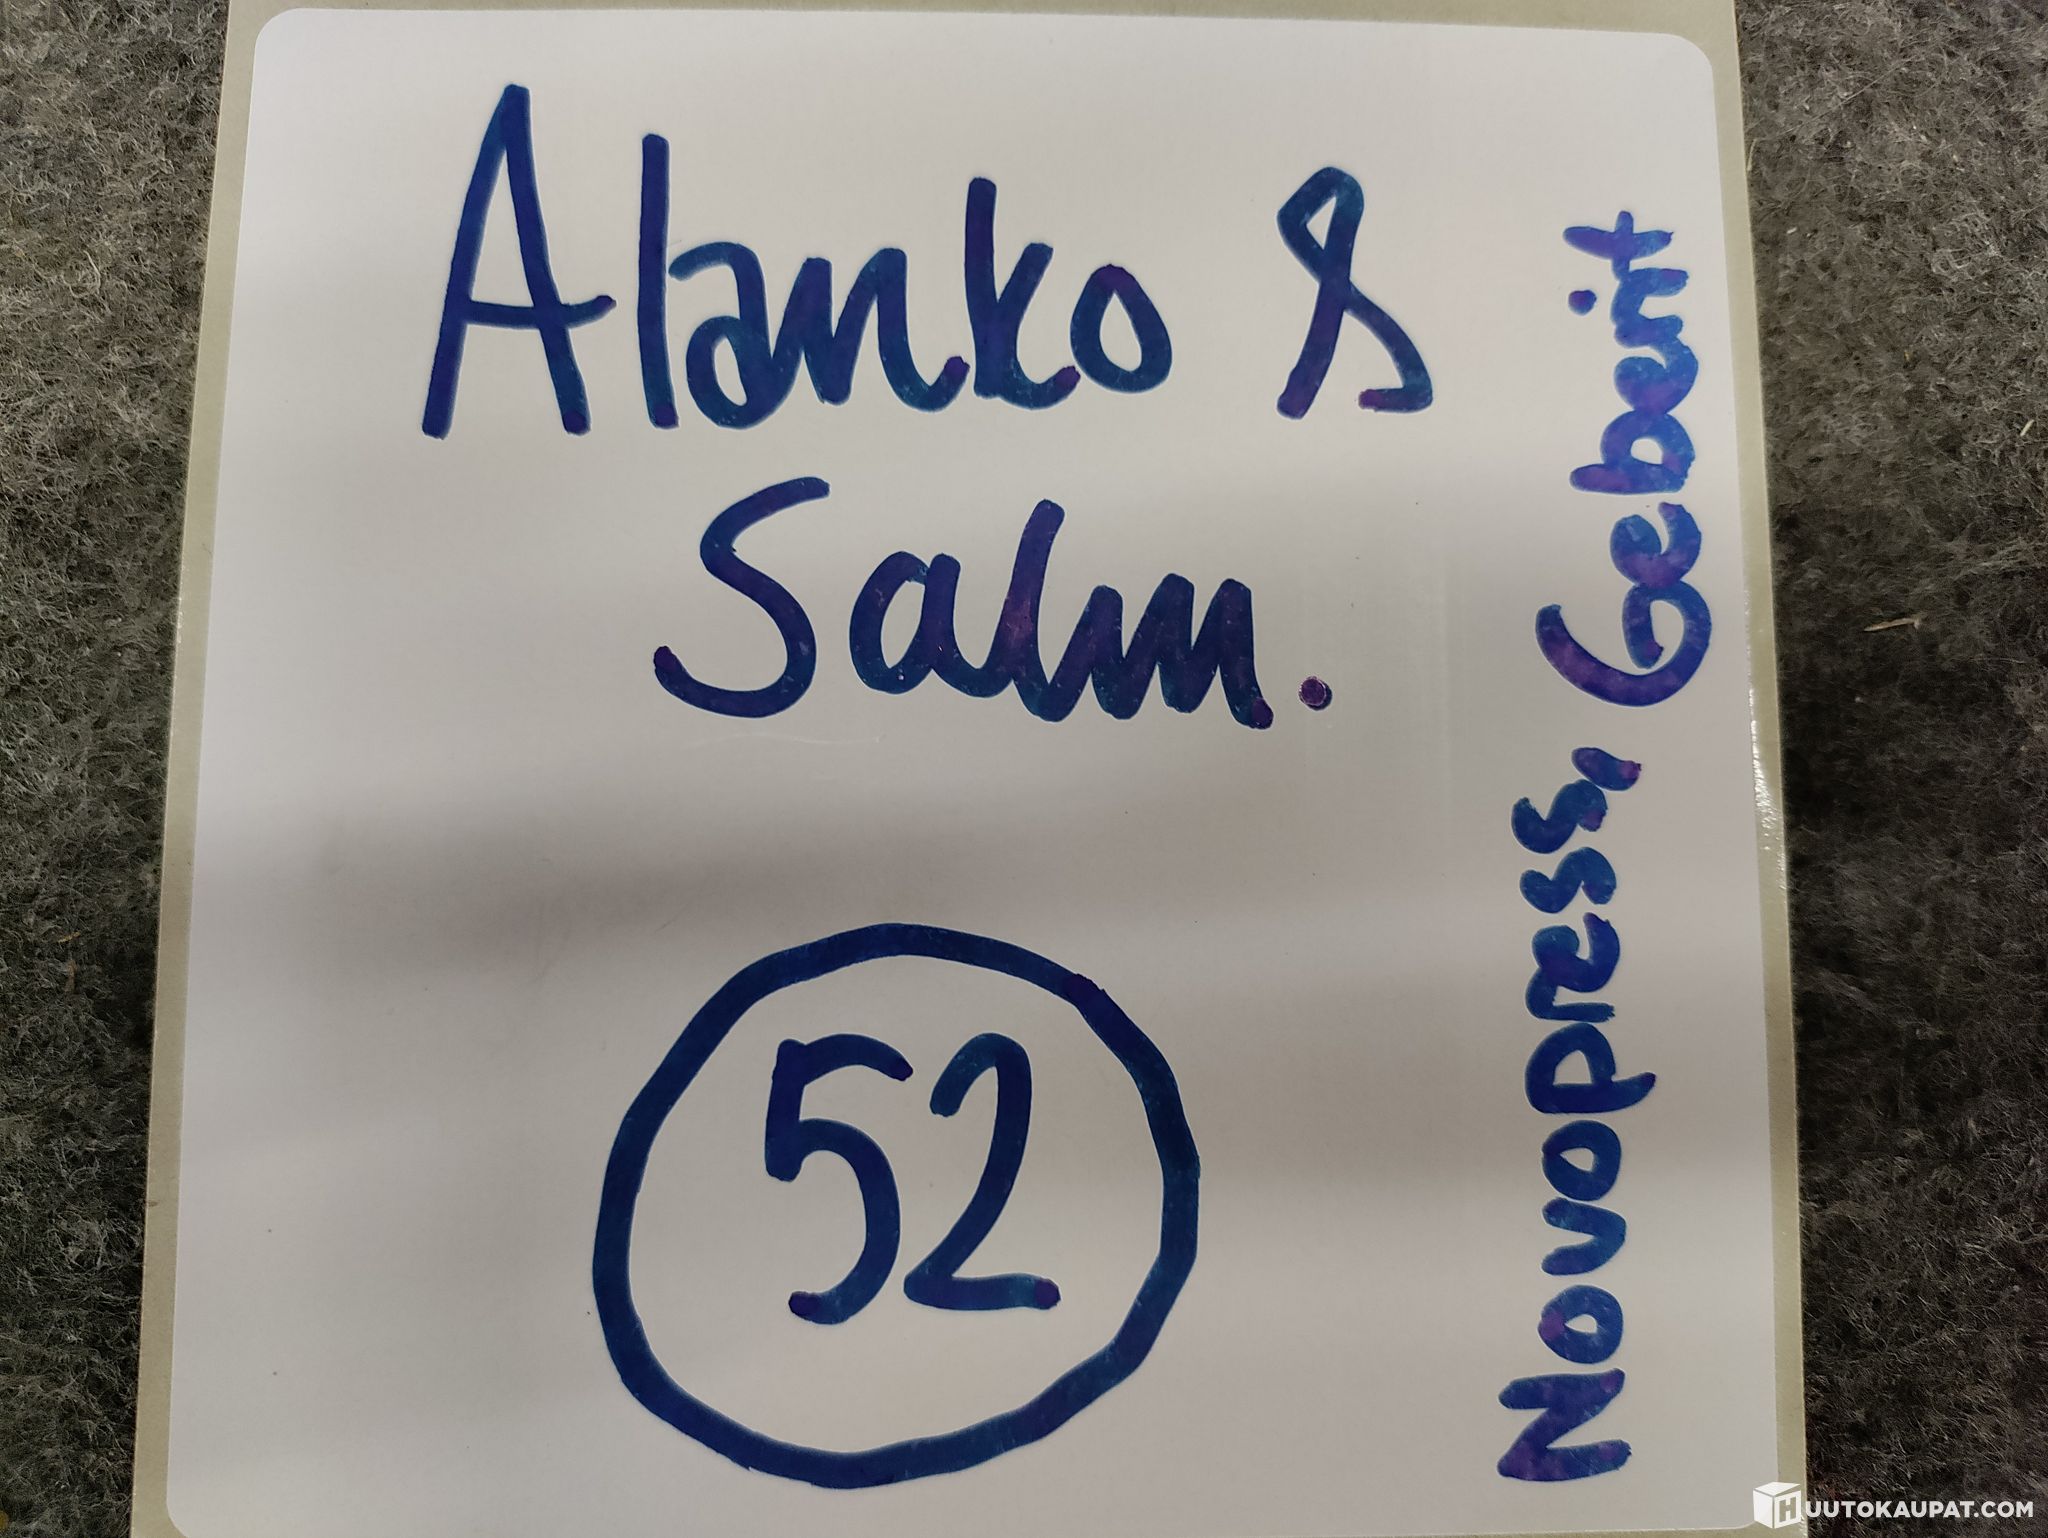 Alanko &
Salm.
52
Novopress, Geberit
HUUTOKAUPAT.COM